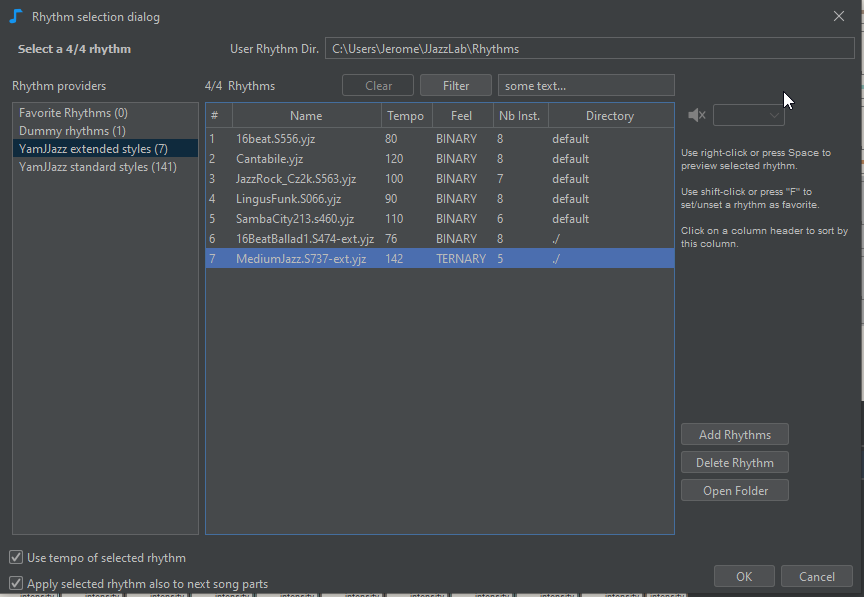 Rhythm selection dialog
Select a 4/4 rhythm
User Rhythm Dir. C:\Users\Jerome\JJazzLab\Rhythms
Rhythm providers
4/4 Rhythms Clear Filter some text...
Favorite Rhythms (0)
Dummy rhythms (1)
YamJJazz extended styles (7)
YamJJazz standard styles (141)
# Name Tempo Feel Nb Inst. Directory
1 16beat.S556.yjz 80 BINARY 8 default
2 Cantabile.yjz 120 BINARY 8 default
3 JazzRock_Cz2k.S563.yjz 100 BINARY 7 default
4 LingusFunk.S066.yjz 90 BINARY 8 default
5 SambaCity213.s460.yjz 110 BINARY 6 default
6 16BeatBallad1.S474-ext.yjz 76 BINARY 8 ./
7 MediumJazz.S737-ext.yjz 142 TERNARY 5 ./
Use right-click or press Space to
preview selected rhythm.
Use shift-click or press "F" to
set/unset a rhythm as favorite.
Click on a column header to sort by
this column.
Add Rhythms
Delete Rhythm
Open Folder
Use tempo of selected rhythm
Apply selected rhythm also to next song parts
OK Cancel